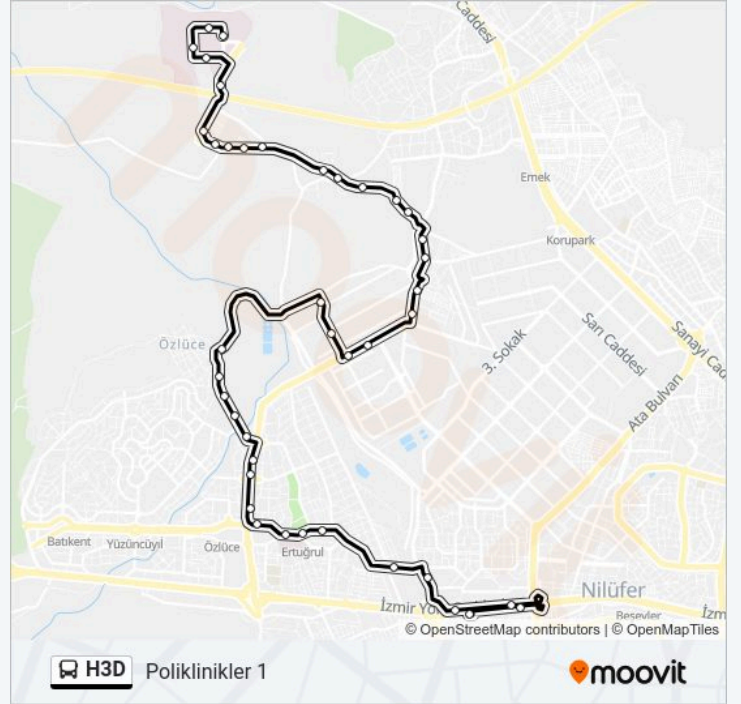 Caddesi
Emek
Korupark
Özlüce
3. Sokak
Sarı Caddesi
Sanayi Cad
Ata Bulvarı
Batıkent
Yüzüncüyıl
Özlüce
Ertuğrul
Nilüfer
İzmir Yol
Beşevler
İzm
© OpenStreetMap contributors | © OpenMapTiles
H3D Poliklinikler 1
moovit